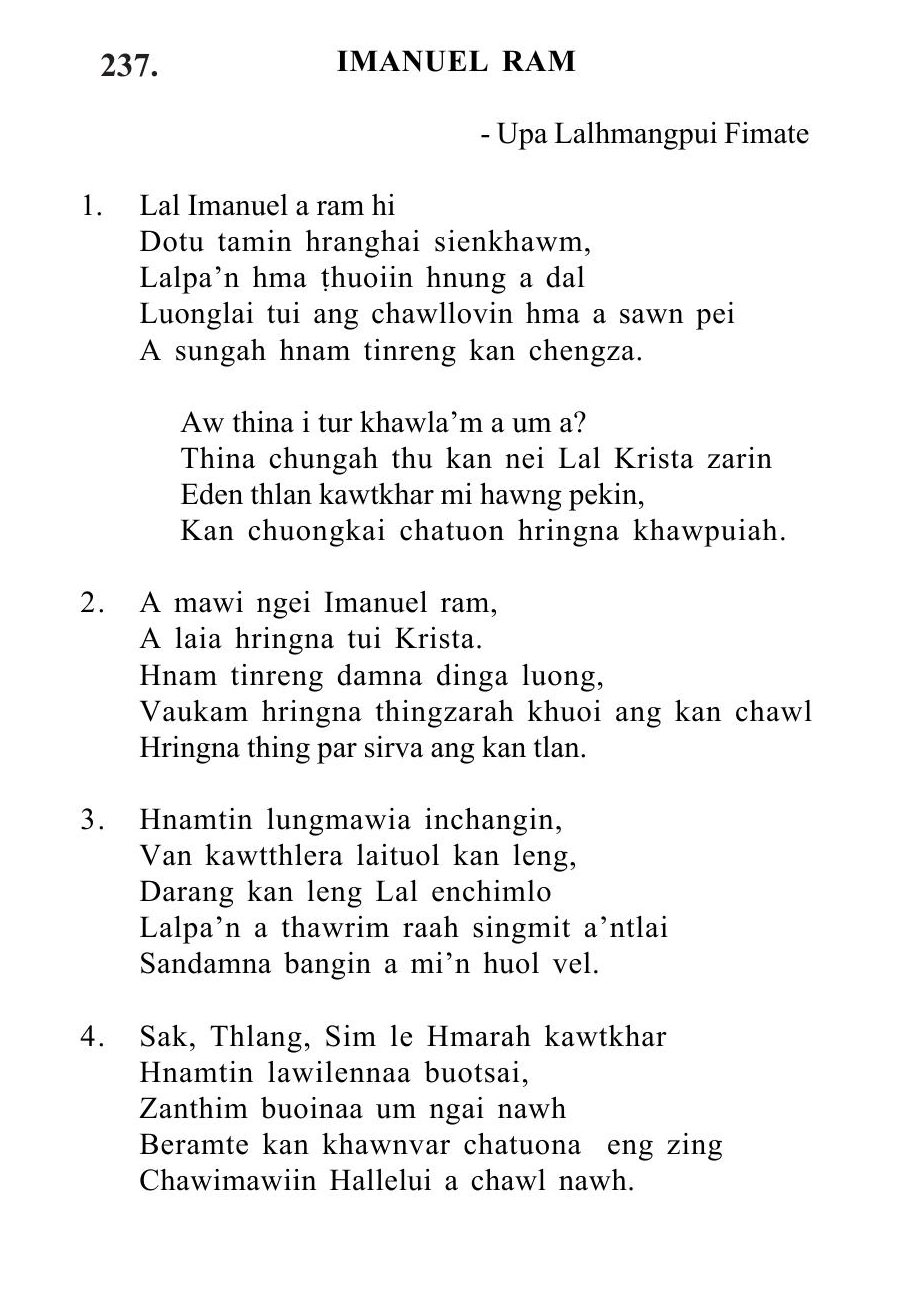 237. IMANUEL RAM
- Upa Lalhmangpui Fimate
1. Lal Imanuel a ram hi
Dotu tamin hranghai sienkhawm,
Lalpa’n hma ṭhuoiin hnung a dal
Luonglai tui ang chawllovin hma a sawn pei
A sungah hnam tinreng kan chengza.
Aw thina i tur khawla’m a um a?
Thina chungah thu kan nei Lal Krista zarin
Eden thlan kawtkhar mi hawng pekin,
Kan chuongkai chatuon hringna khawpuiah.
2. A mawi ngei Imanuel ram,
A laia hringna tui Krista.
Hnam tinreng damna dinga luong,
Vaukam hringna thingzarah khuoi ang kan chawl
Hringna thing par sirva ang kan tlan.
3. Hnamtin lungmawia inchangin,
Van kawtthlera laituol kan leng,
Darang kan leng Lal enchimlo
Lalpa’n a thawrim raah singmit a’ntlai
Sandamna bangin a mi’n huol vel.
4. Sak, Thlang, Sim le Hmarah kawtkhar
Hnamtin lawilennaa buotsai,
Zanthim buoinaa um ngai nawh
Beramte kan khawnvar chatuona eng zing
Chawimawiin Hallelui a chawl nawh.